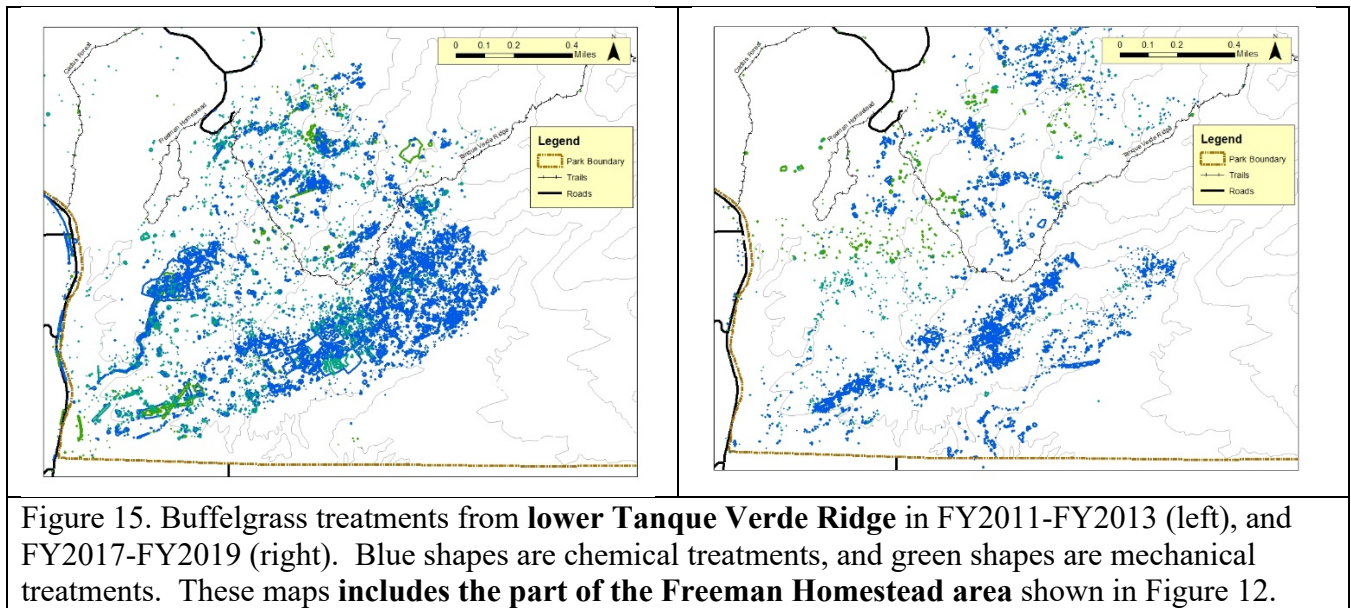 0 0.1 0.2 0.4
Miles
N
Cactus Forest
Freeman Homestead
Tanque Verde Ridge
Legend
Park Boundary
Trails
Roads
0 0.1 0.2 0.4
Miles
N
Cactus Forest
Freeman Homestead
Tanque Verde Ridge
Legend
Park Boundary
Trails
Roads
Figure 15. Buffelgrass treatments from lower Tanque Verde Ridge in FY2011-FY2013 (left), and
FY2017-FY2019 (right). Blue shapes are chemical treatments, and green shapes are mechanical
treatments. These maps includes the part of the Freeman Homestead area shown in Figure 12.